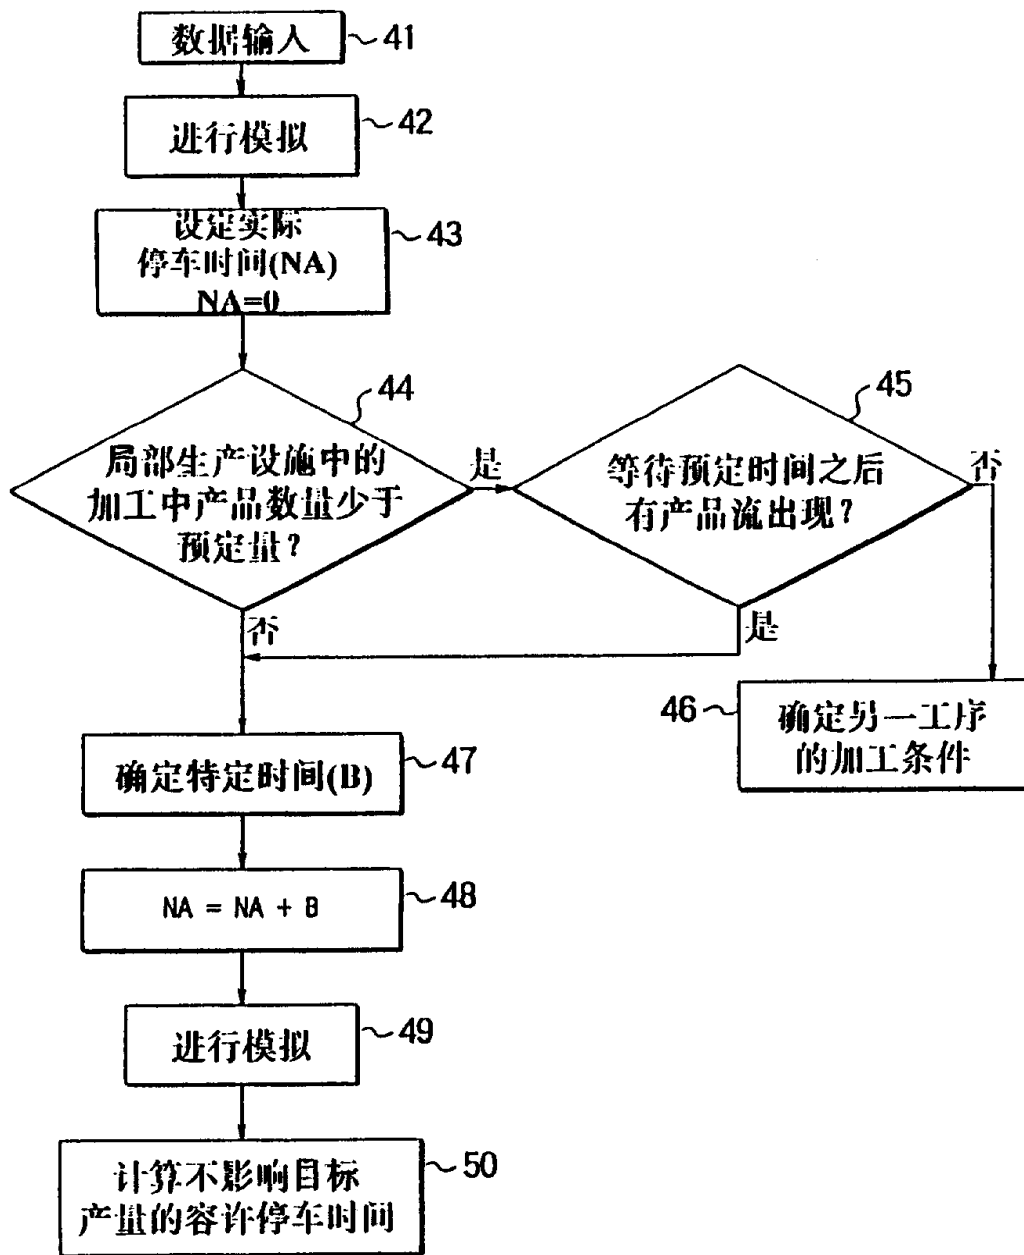 数据输入
41
进行模拟
42
设定实际
停车时间(NA)
NA=0
43
44
局部生产设施中的
加工中产品数量少于
预定量？
是
否
45
等待预定时间之后
有产品流出现？
否
是
46
确定另一工序
的加工条件
确定特定时间(B)
47
NA = NA + B
48
进行模拟
49
计算不影响目标
产量的容许停车时间
50